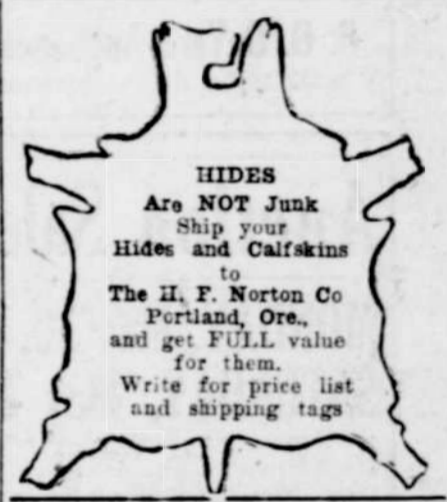 HIDES
Are NOT Junk
Ship your
Hides and Calfskins
to
The H. F. Norton Co
Portland, Ore.,
and get FULL value
for them.
Write for price list
and shipping tags